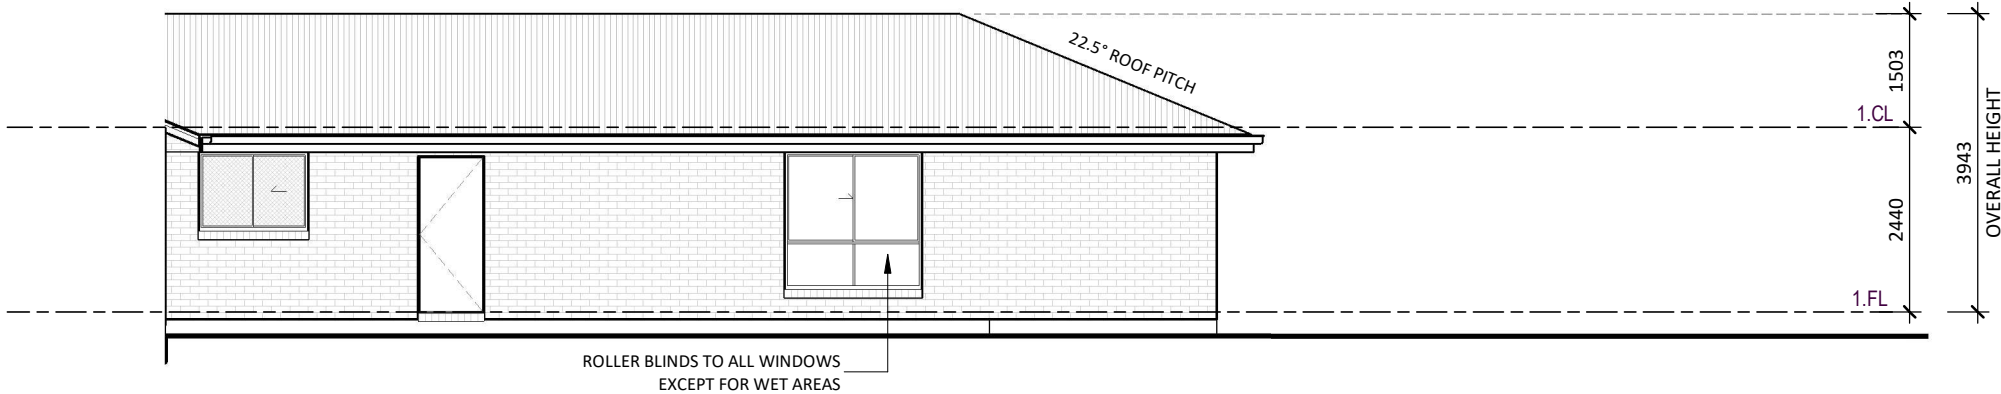 22.5° ROOF PITCH
1503
1.CL
3943
OVERALL HEIGHT
2440
1.FL
ROLLER BLINDS TO ALL WINDOWS
EXCEPT FOR WET AREAS